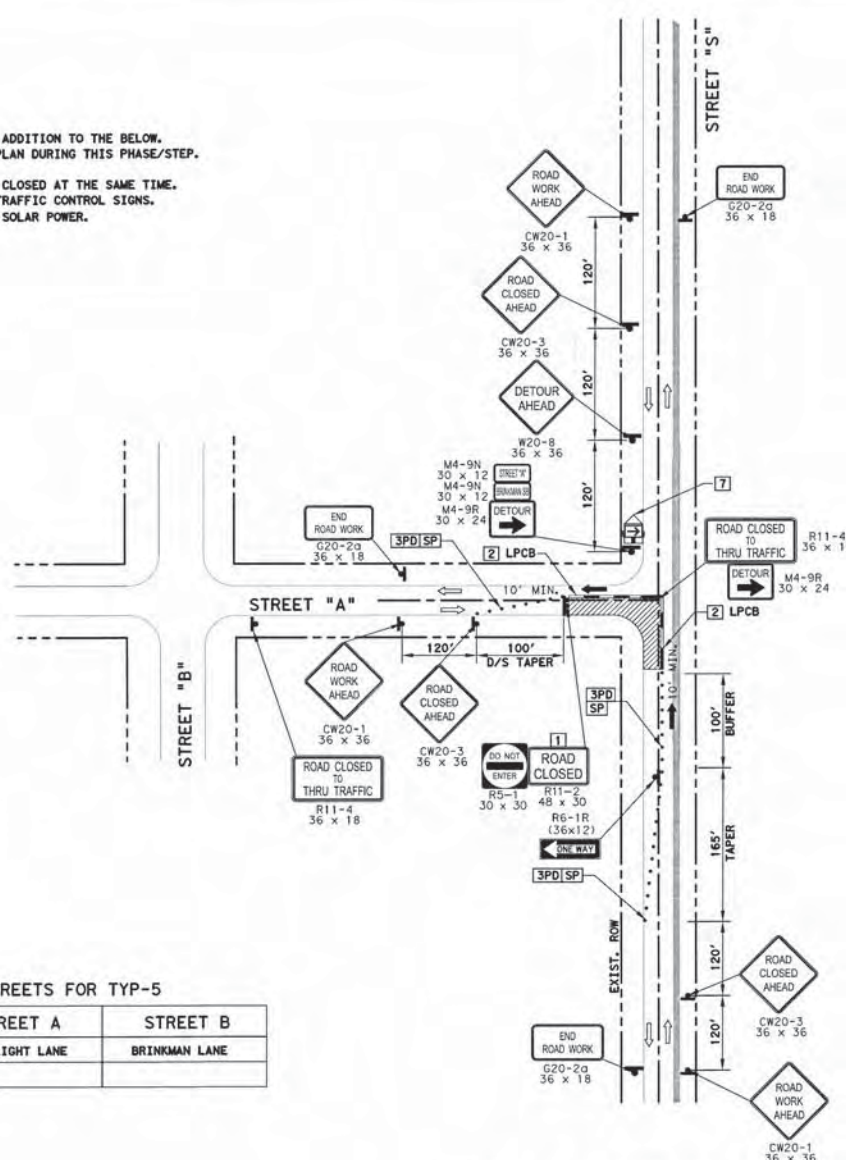 ADDITION TO THE BELOW.
PLAN DURING THIS PHASE/STEP.
CLOSED AT THE SAME TIME.
TRAFFIC CONTROL SIGNS.
SOLAR POWER.
STREET "S"
ROAD
WORK
AHEAD
CW20-1
36 x 36
END
ROAD WORK
G20-2a
36 x 18
120'
ROAD
CLOSED
AHEAD
CW20-3
36 x 36
120'
DETOUR
AHEAD
W20-8
36 x 36
120'
M4-9N
30 x 12
STREET "A"
M4-9N
30 x 12
BRINKMAN SB
M4-9R
30 x 24
DETOUR
7
END
ROAD WORK
G20-2a
36 x 18
3PD SP
2 LPCB
ROAD CLOSED
TO
THRU TRAFFIC
R11-4
36 x 1
DETOUR
M4-9R
30 x 24
10' MIN.
STREET "A"
2 LPCB
120'
100'
D/S TAPER
10' MIN.
STREET "B"
ROAD
WORK
AHEAD
CW20-1
36 x 36
ROAD
CLOSED
AHEAD
CW20-3
36 x 36
3PD
SP
100'
BUFFER
ROAD CLOSED
TO
THRU TRAFFIC
R11-4
36 x 18
DO NOT
ENTER
R5-1
30 x 30
1
ROAD
CLOSED
R11-2
48 x 30
R6-1R
(36x12)
ONE WAY
165'
TAPER
3PD SP
EXIST. ROW
120'
ROAD
CLOSED
AHEAD
CW20-3
36 x 36
120'
END
ROAD WORK
G20-2a
36 x 18
ROAD
WORK
AHEAD
CW20-1
36 x 36
REETS FOR TYP-5
REET A
STREET B
IGHT LANE
BRINKMAN LANE